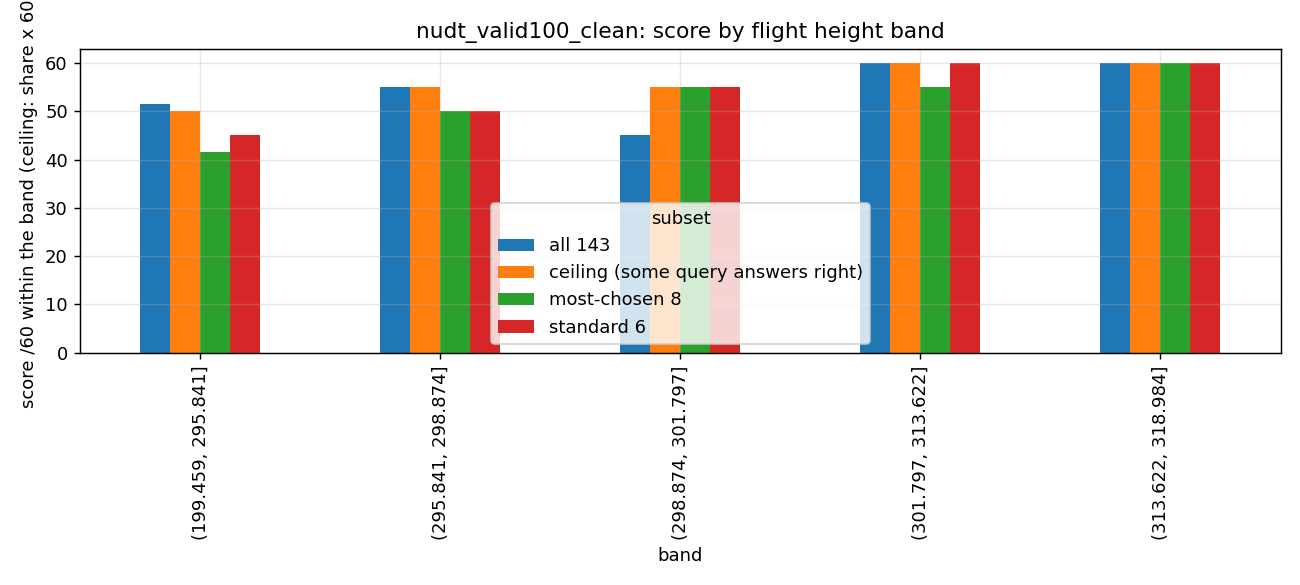 nudt_valid100_clean: score by flight height band
score /60 within the band (ceiling: share x 60
60
50
40
30
20
10
0
subset
all 143
ceiling (some query answers right)
most-chosen 8
standard 6
(199.459, 295.841]
(295.841, 298.874]
(298.874, 301.797]
(301.797, 313.622]
(313.622, 318.984]
band